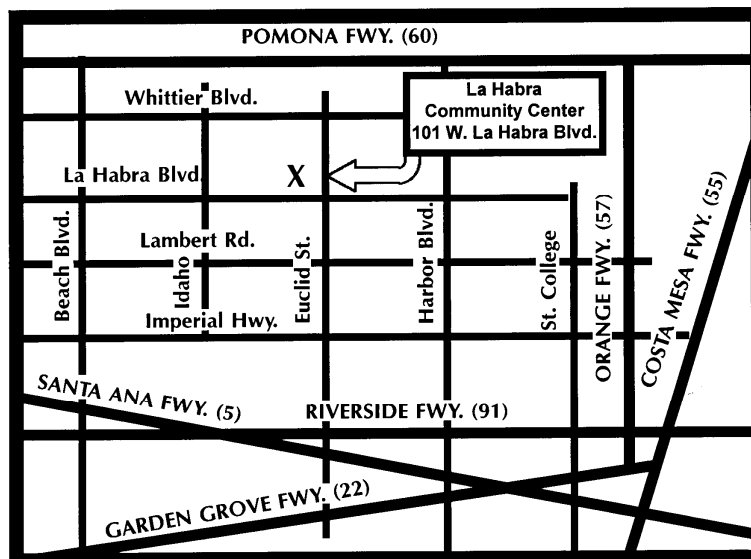 POMONA FWY. (60)
Whittier Blvd.
La Habra
Community Center
101 W. La Habra Blvd.
La Habra Blvd.
X
Lambert Rd.
Beach Blvd.
Idaho
Euclid St.
Harbor Blvd.
St. College
ORANGE FWY. (57)
COSTA MESA FWY. (55)
Imperial Hwy.
SANTA ANA FWY. (5)
RIVERSIDE FWY. (91)
GARDEN GROVE FWY. (22)